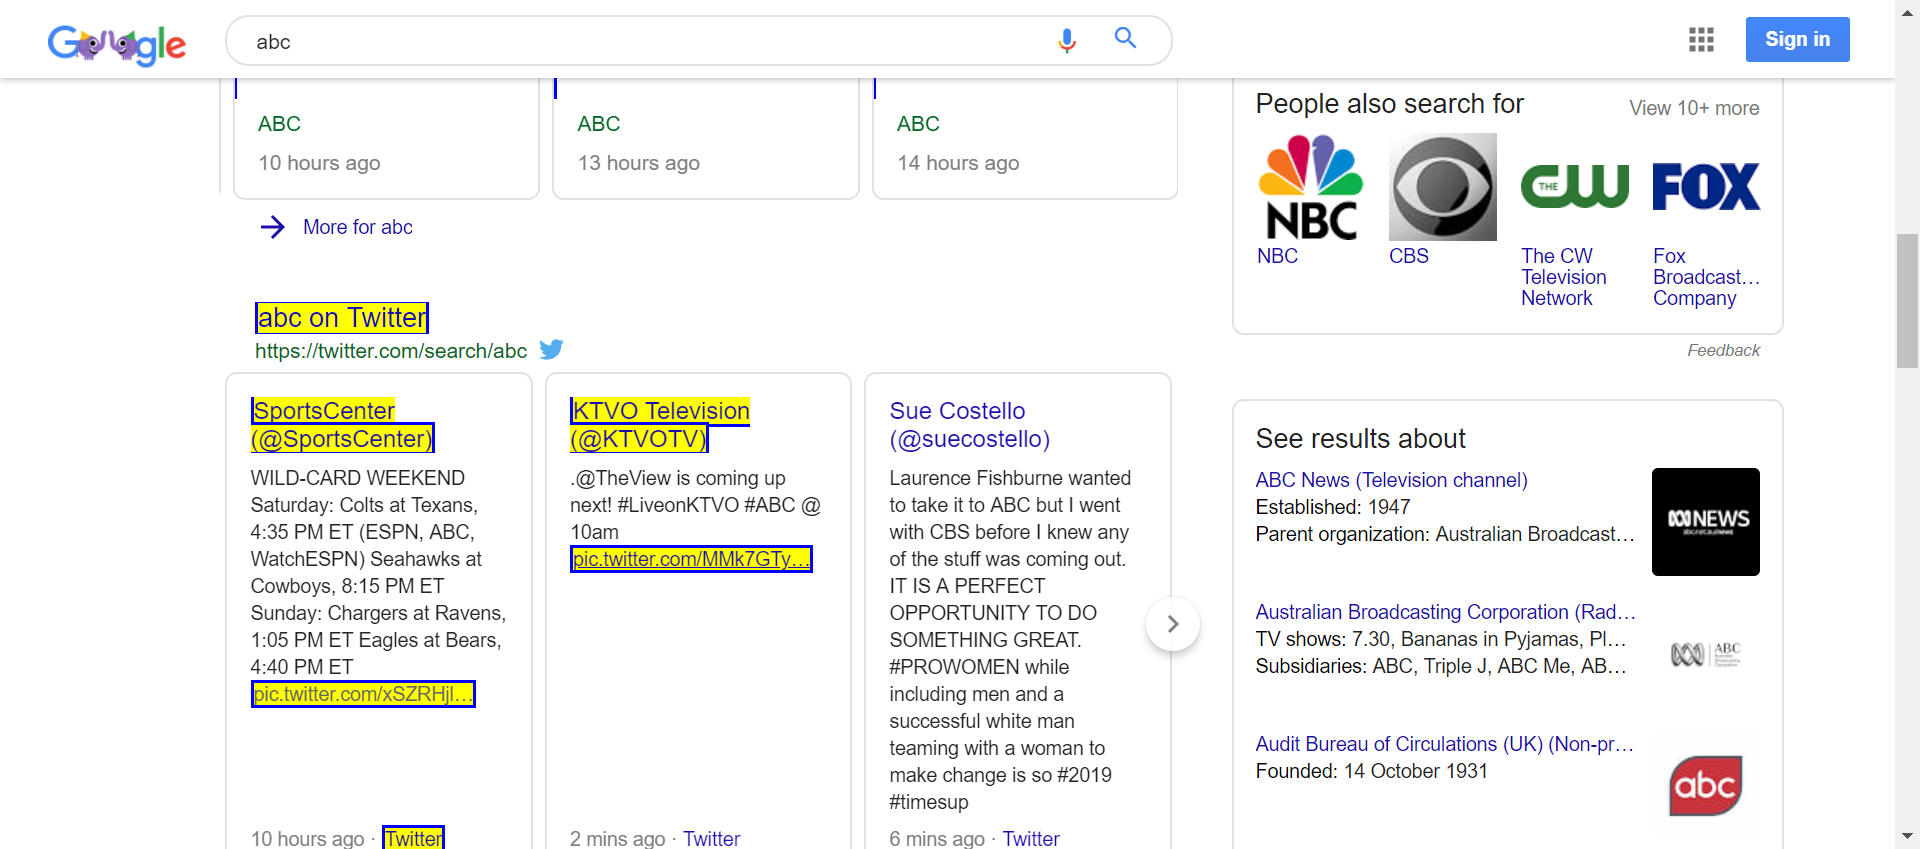 Google
abc
Sign in
ABC
10 hours ago
ABC
13 hours ago
ABC
14 hours ago
More for abc
abc on Twitter
https://twitter.com/search/abc
SportsCenter
(@SportsCenter)
WILD-CARD WEEKEND
Saturday: Colts at Texans,
4:35 PM ET (ESPN, ABC,
WatchESPN) Seahawks at
Cowboys, 8:15 PM ET
Sunday: Chargers at Ravens,
1:05 PM ET Eagles at Bears,
4:40 PM ET
pic.twitter.com/xSZRHjl…
10 hours ago · Twitter
KTVO Television
(@KTVOTV)
.@TheView is coming up
next! #LiveonKTVO #ABC @
10am
pic.twitter.com/MMk7GTy…
2 mins ago · Twitter
Sue Costello
(@suecostello)
Laurence Fishburne wanted
to take it to ABC but I went
with CBS before I knew any
of the stuff was coming out.
IT IS A PERFECT
OPPORTUNITY TO DO
SOMETHING GREAT.
#PROWOMEN while
including men and a
successful white man
teaming with a woman to
make change is so #2019
#timesup
6 mins ago · Twitter
People also search for
View 10+ more
NBC
THE CW
FOX
NBC
CBS
The CW
Television
Network
Fox
Broadcast…
Company
Feedback
See results about
ABC News (Television channel)
Established: 1947
Parent organization: Australian Broadcast…
NEWS
Australian Broadcasting Corporation (Rad…
TV shows: 7.30, Bananas in Pyjamas, Pl…
Subsidiaries: ABC, Triple J, ABC Me, AB…
ABC
Audit Bureau of Circulations (UK) (Non-pr…
Founded: 14 October 1931
abc